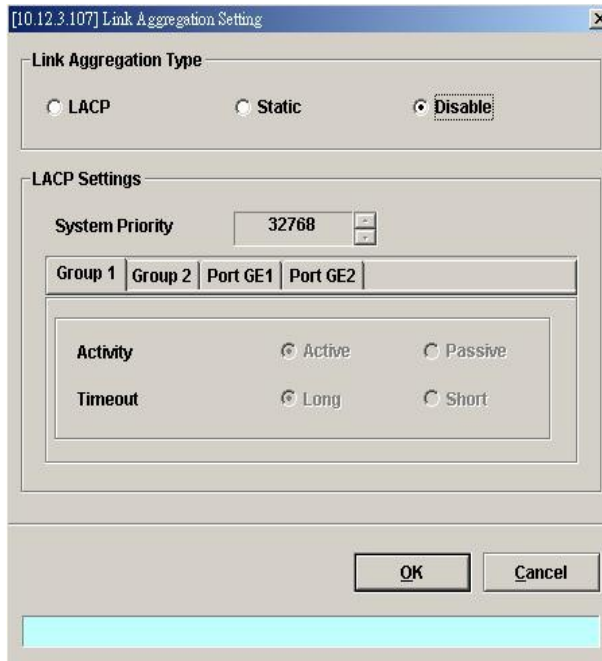 [10.12.3.107] Link Aggregation Setting
Link Aggregation Type
LACP Static Disable
LACP Settings
System Priority 32768
Group 1 Group 2 Port GE1 Port GE2
Activity Active Passive
Timeout Long Short
OK Cancel